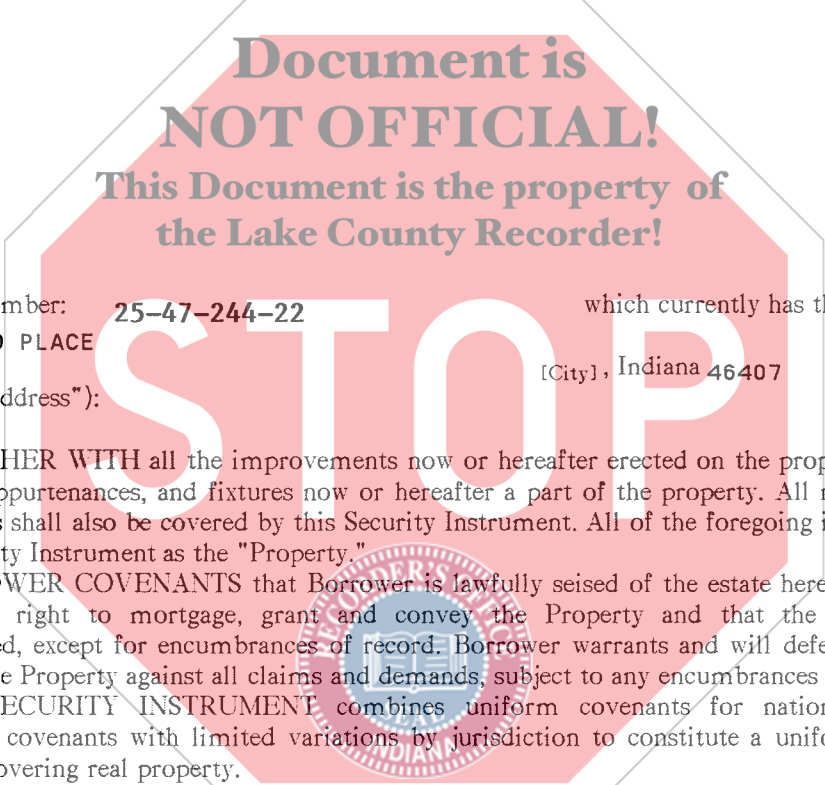 Document is
NOT OFFICIAL!
This Document is the property of
the Lake County Recorder!
STOP
mber: 25-47-244-22 which currently has th
PLACE
[City], Indiana 46407
ddress"):
HER WITH all the improvements now or hereafter erected on the prop
ppurtenances, and fixtures now or hereafter a part of the property. All
s shall also be covered by this Security Instrument. All of the foregoing i
ty Instrument as the "Property."
WER COVENANTS that Borrower is lawfully seised of the estate here
right to mortgage, grant and convey the Property and that the
ed, except for encumbrances of record. Borrower warrants and will defe
e Property against all claims and demands, subject to any encumbrances
ECURITY INSTRUMENT combines uniform covenants for nation
covenants with limited variations by jurisdiction to constitute a unifo
overing real property.
RECORDER'S OFFICE
SEAL
INDIANA